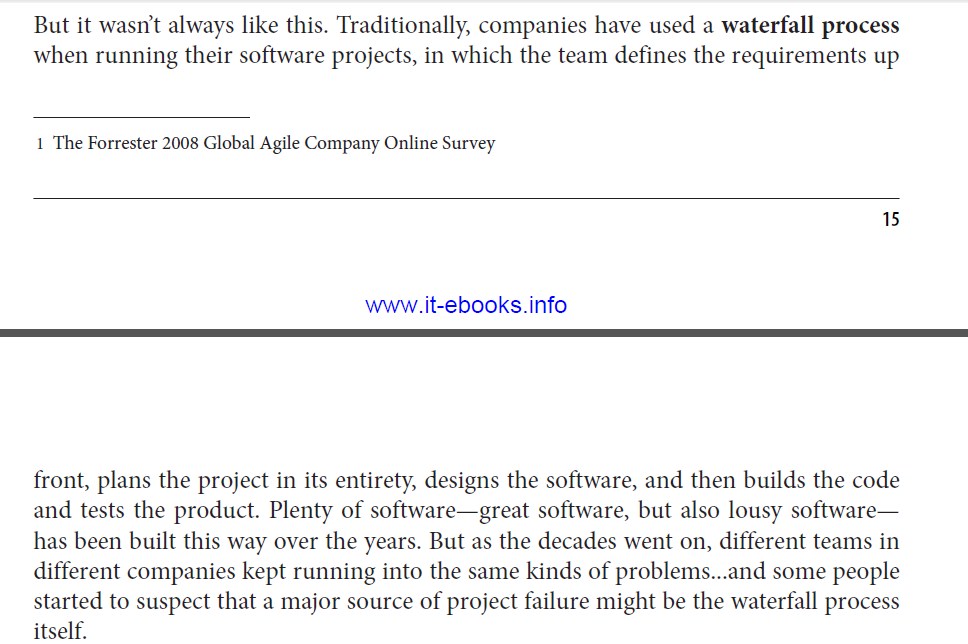 But it wasn’t always like this. Traditionally, companies have used a waterfall process
when running their software projects, in which the team defines the requirements up
1 The Forrester 2008 Global Agile Company Online Survey
15
www.it-ebooks.info
front, plans the project in its entirety, designs the software, and then builds the code
and tests the product. Plenty of software—great software, but also lousy software—
has been built this way over the years. But as the decades went on, different teams in
different companies kept running into the same kinds of problems...and some people
started to suspect that a major source of project failure might be the waterfall process
itself.